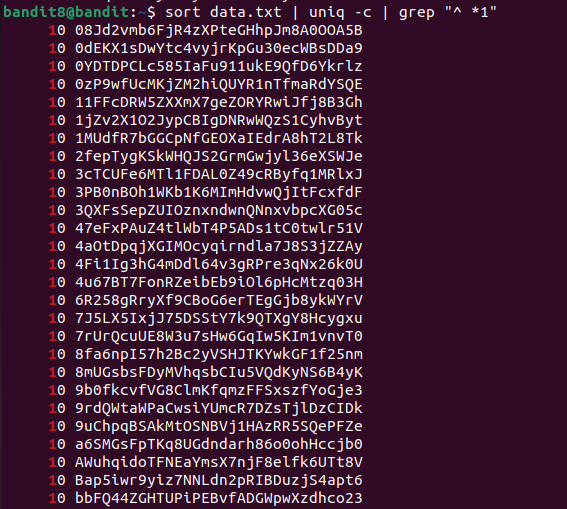 bandit8@bandit:~$ sort data.txt | uniq -c | grep "^ *1"
10 08Jd2vmb6FjR4zXPteGHhpJm8A0OOA5B
10 0dEKX1sDwYtc4vyjrKpGu30ecWBsDDa9
10 0YDTDPCLc585IaFu911ukE9QfD6Ykrlz
10 0zP9wfUcMKjZM2hiQUYR1nTfmaRdYSQE
10 11FFcDRW5ZXXmX7geZORYRwiJfj8B3Gh
10 1jZv2X1O2JypCBIgDNRwWQzS1CyhvByt
10 1MUdfR7bGGCpNfGEOXaIEdrA8hT2L8Tk
10 2fepTygKSkWHQJS2GrmGwjyl36eXSWJe
10 3cTCUFe6MTl1FDAL0Z49cRByfq1MRlxJ
10 3PB0nBOh1WKb1K6MImHdvwQjItFcxfdF
10 3QXFsSepZUIOznxndwnQNnxvbpcXG05c
10 47eFxPAuZ4tlWbT4P5ADs1tC0twlr51V
10 4aOtDpqjXGIMOcyqirndla7J8S3jZZAy
10 4Fi1Ig3hG4mDdl64v3gRPre3qNx26k0U
10 4u67BT7FonRZeibEb9iOl6pHcMtzq03H
10 6R258gRryXf9CBoG6erTEgGjb8ykWYrV
10 7J5LX5IxjJ75DSStY7k9QTXgY8Hcygxu
10 7rUrQcuUE8W3u7sHw6GqIw5KIm1vnvT0
10 8fa6npI57h2Bc2yVSHJTKYwkGF1f25nm
10 8mUGsbsFDyMVhqsbCIu5VQdKyNS6B4yK
10 9b0fkcvfVG8ClmKfqmzFFSxszfYoGje3
10 9rdQWtaWPaCwsiYUmcR7DZsTjlDzCIDk
10 9uChpqBSAkMtOSNBVj1HAzRR5SQePFZe
10 a6SMGsFpTKq8UGdndarh86o0ohHccjb0
10 AWuhqidoTFNEaYmsX7njF8elfk6UTt8V
10 Bap5iwr9yiz7NNLdn2pRIBDuzjS4apt6
10 bbFQ44ZGHTUPiPEBvfADGWpwXzdhco23